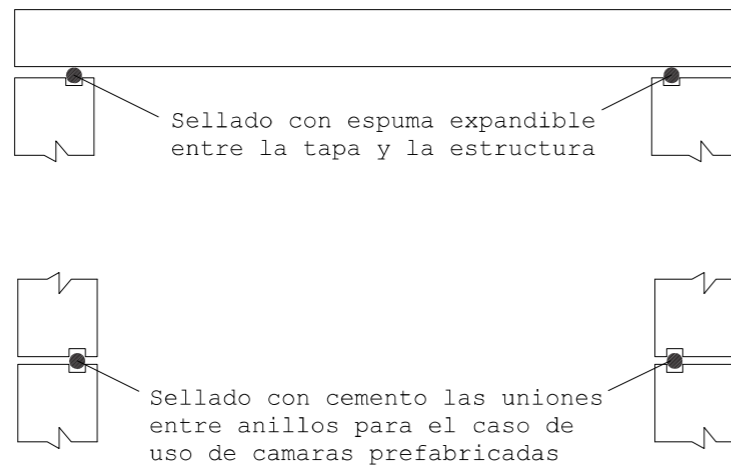 Sellado con espuma expandible
entre la tapa y la estructura
Sellado con cemento las uniones
entre anillos para el caso de
uso de camaras prefabricadas